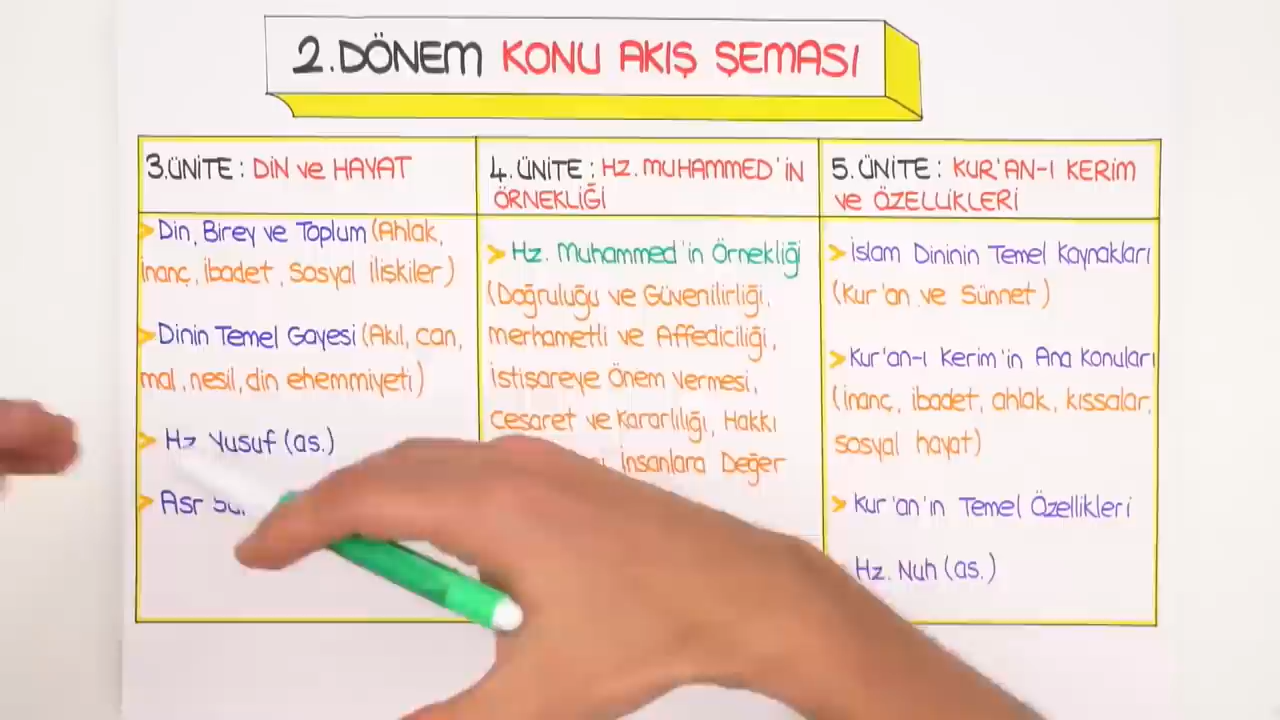 2.DÖNEM KONU AKIŞ ŞEMASI
3.ÜNİTE: DİN ve HAYAT
> Din, Birey ve Toplum (Ahlak,
inanç, ibadet, sosyal ilişkiler)
> Dinin Temel Gayesi (Akıl, can,
mal, nesil, din ehemmiyeti)
> Hz Yusuf (as.)
> Asr
4. ÜNİTE: HZ. MUHAMMED'İN
ÖRNEKLİĞİ
> Hz. Muhammed'in Örnekliği
(Doğruluğu ve Güvenilirliği,
merhametli ve Affediciliği,
istişareye Önem Vermesi,
cesaret ve Kararlılığı, Hakkı
İnsanlara Değer
5. ÜNİTE: KUR'AN-I KERİM
ve ÖZELLİKLERİ
> İslam Dininin Temel Kaynakları
(Kur'an ve Sünnet)
> Kur'an-ı Kerim'in Ana Konuları
(inanç, ibadet, ahlak, kıssalar,
sosyal hayat)
> Kur'an'ın Temel Özellikleri
Hz. Nuh (as.)